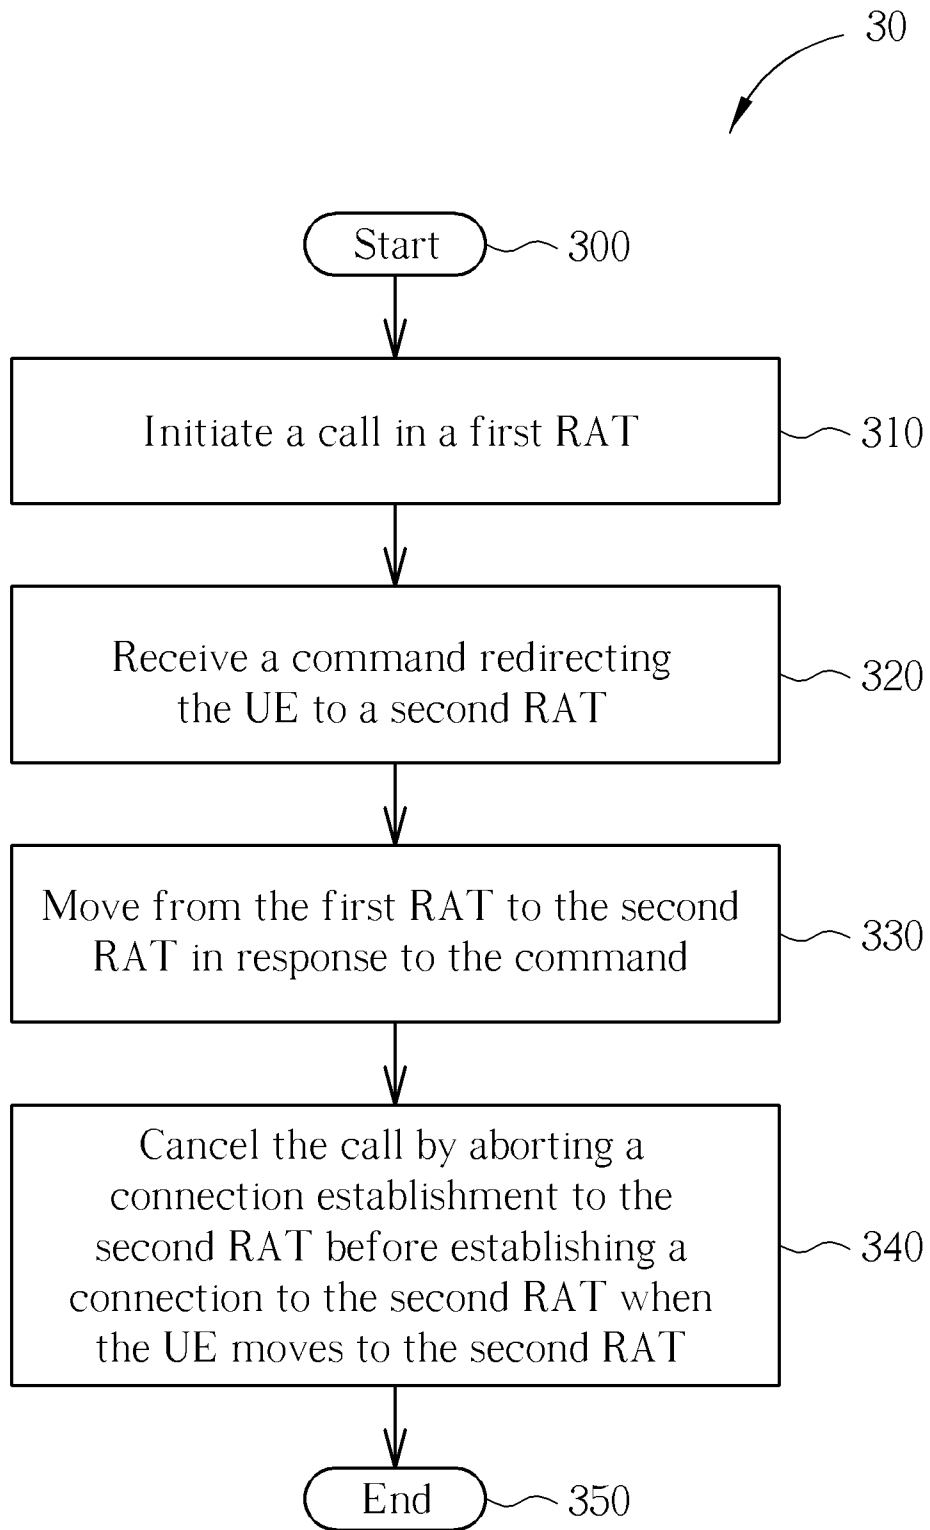 30
Start
300
Initiate a call in a first RAT
310
Receive a command redirecting
the UE to a second RAT
320
Move from the first RAT to the second
RAT in response to the command
330
Cancel the call by aborting a
connection establishment to the
second RAT before establishing a
connection to the second RAT when
the UE moves to the second RAT
340
End
350